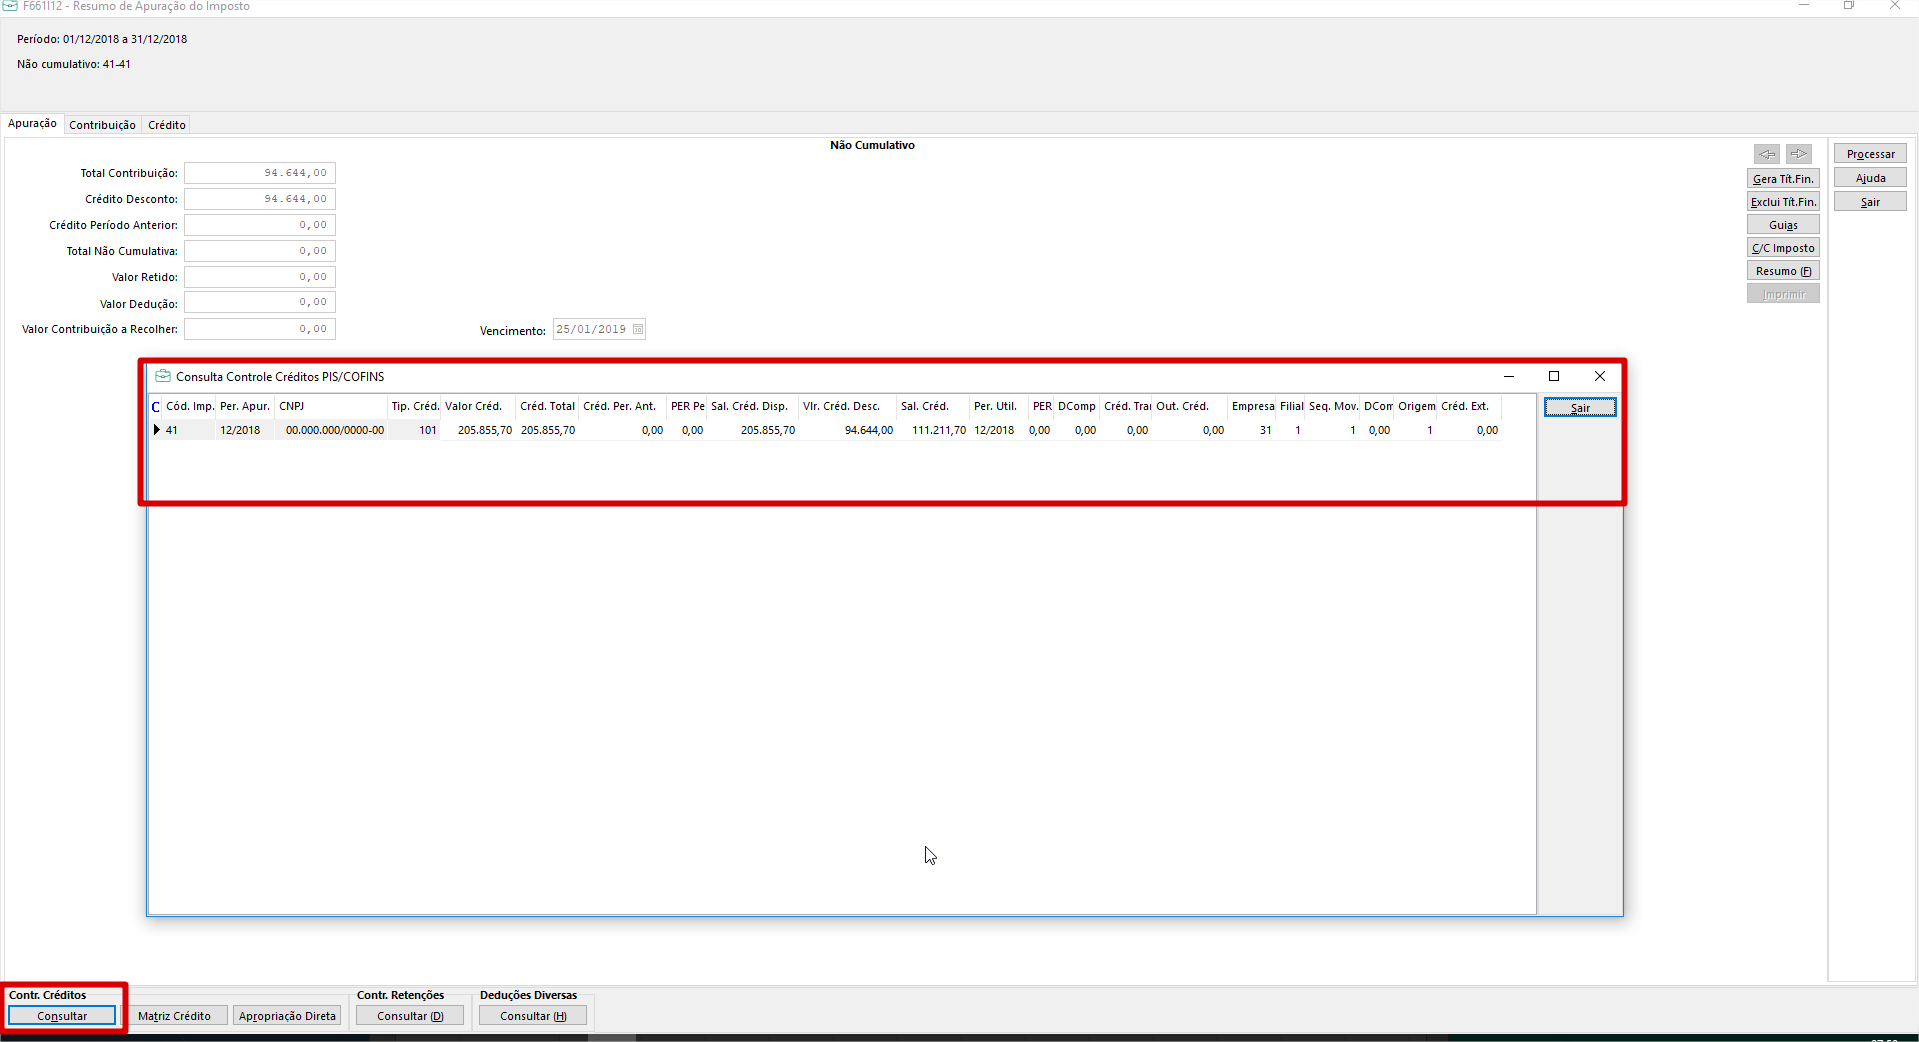 F661I12 - Resumo de Apuração do Imposto
Período: 01/12/2018 a 31/12/2018
Não cumulativo: 41-41
Apuração Contribuição Crédito
Não Cumulativo
Total Contribuição: 94.644,00
Crédito Desconto: 94.644,00
Crédito Período Anterior: 0,00
Total Não Cumulativa: 0,00
Valor Retido: 0,00
Valor Dedução: 0,00
Valor Contribuição a Recolher: 0,00
Vencimento: 25/01/2019
Gera Tít.Fin.
Exclui Tít.Fin.
Guias
C/C Imposto
Resumo (F)
Imprimir
Processar
Ajuda
Sair
Consulta Controle Créditos PIS/COFINS
C Cód. Imp. Per. Apur. CNPJ Tip. Créd. Valor Créd. Créd. Total Créd. Per. Ant. PER Pe Sal. Créd. Disp. Vlr. Créd. Desc. Sal. Créd. Per. Util. PER DComp Créd. Tra Out. Créd. Empresa Filial Seq. Mov. DCom Origem Créd. Ext.
41 12/2018 00.000.000/0000-00 101 205.855,70 205.855,70 0,00 0,00 205.855,70 94.644,00 111.211,70 12/2018 0,00 0,00 0,00 0,00 31 1 1 0,00 1 0,00
Sair
Contr. Créditos
Consultar Matriz Crédito Apropriação Direta
Contr. Retenções
Consultar (D)
Deduções Diversas
Consultar (H)